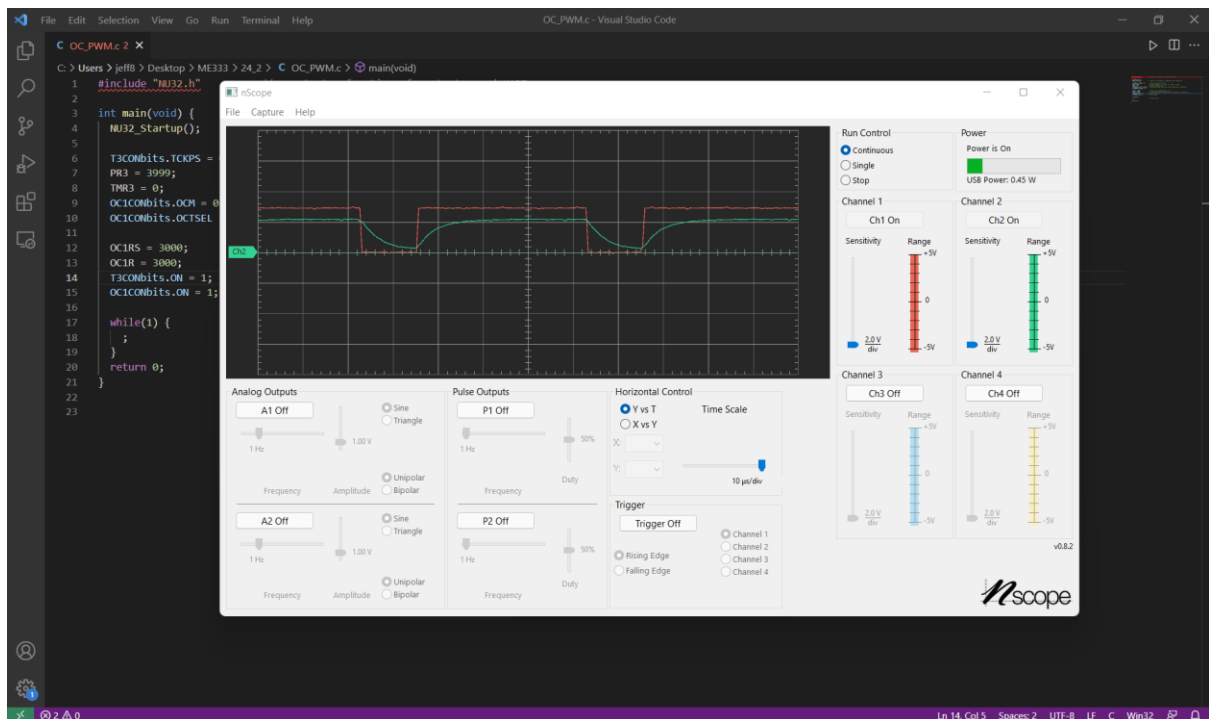 File Edit Selection View Go Run Terminal Help
OC_PWM.c - Visual Studio Code
C OC_PWM.c 2 ×
C: > Users > jeff8 > Desktop > ME333 > 24_2 > C OC_PWM.c > main(void)
1 #include "NU32.h"
2
3 int main(void) {
4 NU32_Startup();
5
6 T3CONbits.TCKPS =
7 PR3 = 3999;
8 TMR3 = 0;
9 OC1CONbits.OCM = 0
10 OC1CONbits.OCTSEL
11
12 OC1RS = 3000;
13 OC1R = 3000;
14 T3CONbits.ON = 1;
15 OC1CONbits.ON = 1;
16
17 while(1) {
18 ;
19 }
20 return 0;
21 }
22
23
nScope
File Capture Help
Ch2
Run Control
Continuous
Single
Stop
Power
Power is On
USB Power: 0.45 W
Channel 1
Ch1 On
Sensitivity Range
+5V
0
-5V
2.0 V
div
Channel 2
Ch2 On
Sensitivity Range
+5V
0
-5V
2.0 V
div
Channel 3
Ch3 Off
Sensitivity Range
+5V
0
-5V
2.0 V
div
Channel 4
Ch4 Off
Sensitivity Range
+5V
0
-5V
2.0 V
div
Analog Outputs
A1 Off
Sine
Triangle
1 Hz
1.00 V
Unipolar
Bipolar
Frequency Amplitude
A2 Off
Sine
Triangle
1 Hz
1.00 V
Unipolar
Bipolar
Frequency Amplitude
Pulse Outputs
P1 Off
1 Hz
50%
Duty
Frequency
P2 Off
1 Hz
50%
Duty
Frequency
Horizontal Control
Y vs T
X vs Y
Time Scale
X:
Y:
10 µs/div
Trigger
Trigger Off
Rising Edge
Falling Edge
Channel 1
Channel 2
Channel 3
Channel 4
v0.8.2
nscope
2 0
Ln 14, Col 5 Spaces: 2 UTF-8 LF C Win32